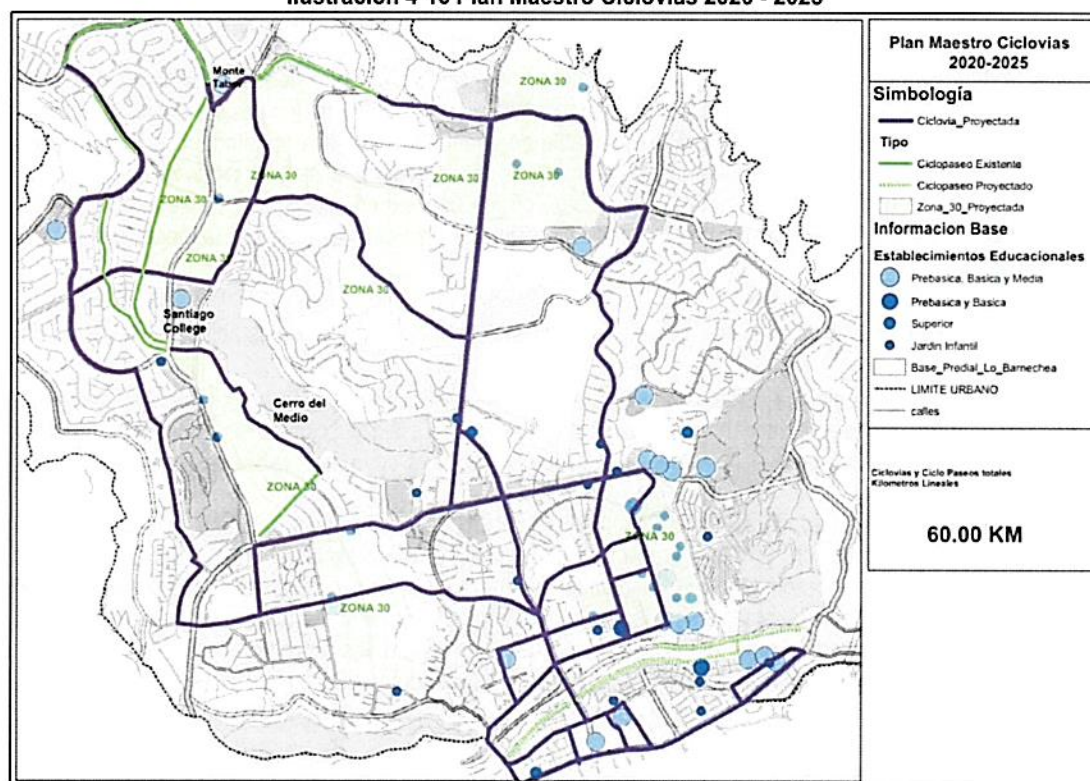 Ilustración 4-16 Plan Maestro Ciclovías 2020 - 2025
Plan Maestro Ciclovias
2020-2025
Simbología
Ciclovia_Proyectada
Tipo
Ciclopaseo Existente
Ciclopaseo Proyectado
Zona_30_Proyectada
Informacion Base
Establecimientos Educacionales
Prebasica, Basica y Media
Prebasica y Basica
Superior
Jardin Infantil
Base_Predial_Lo_Barnechea
LIMITE URBANO
calles
Ciclovias y Ciclo Paseos totales
Kilometros Lineales
60.00 KM
Monte
Tabor
ZONA 30
ZONA 30
ZONA 30
ZONA 30
ZONA 30
ZONA 30
ZONA 30
ZONA 30
Santiago
College
Cerro del
Medio
ZONA 30
ZONA 30
ZONA 30